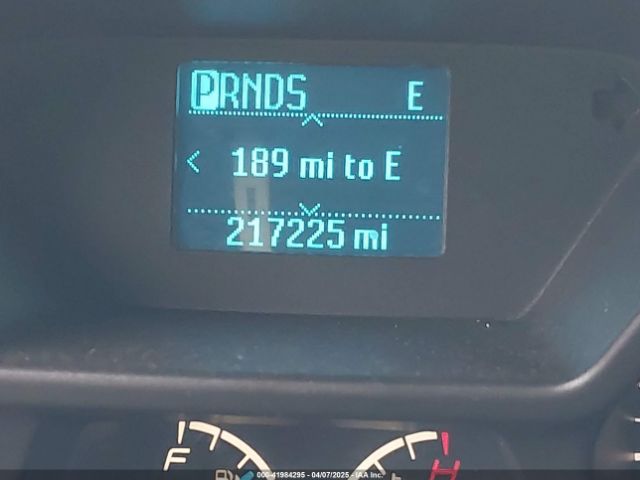 PRNDS E
189 mi to E
217225 mi
F H
000-41984295 - 04/07/2025 - IAA Inc.